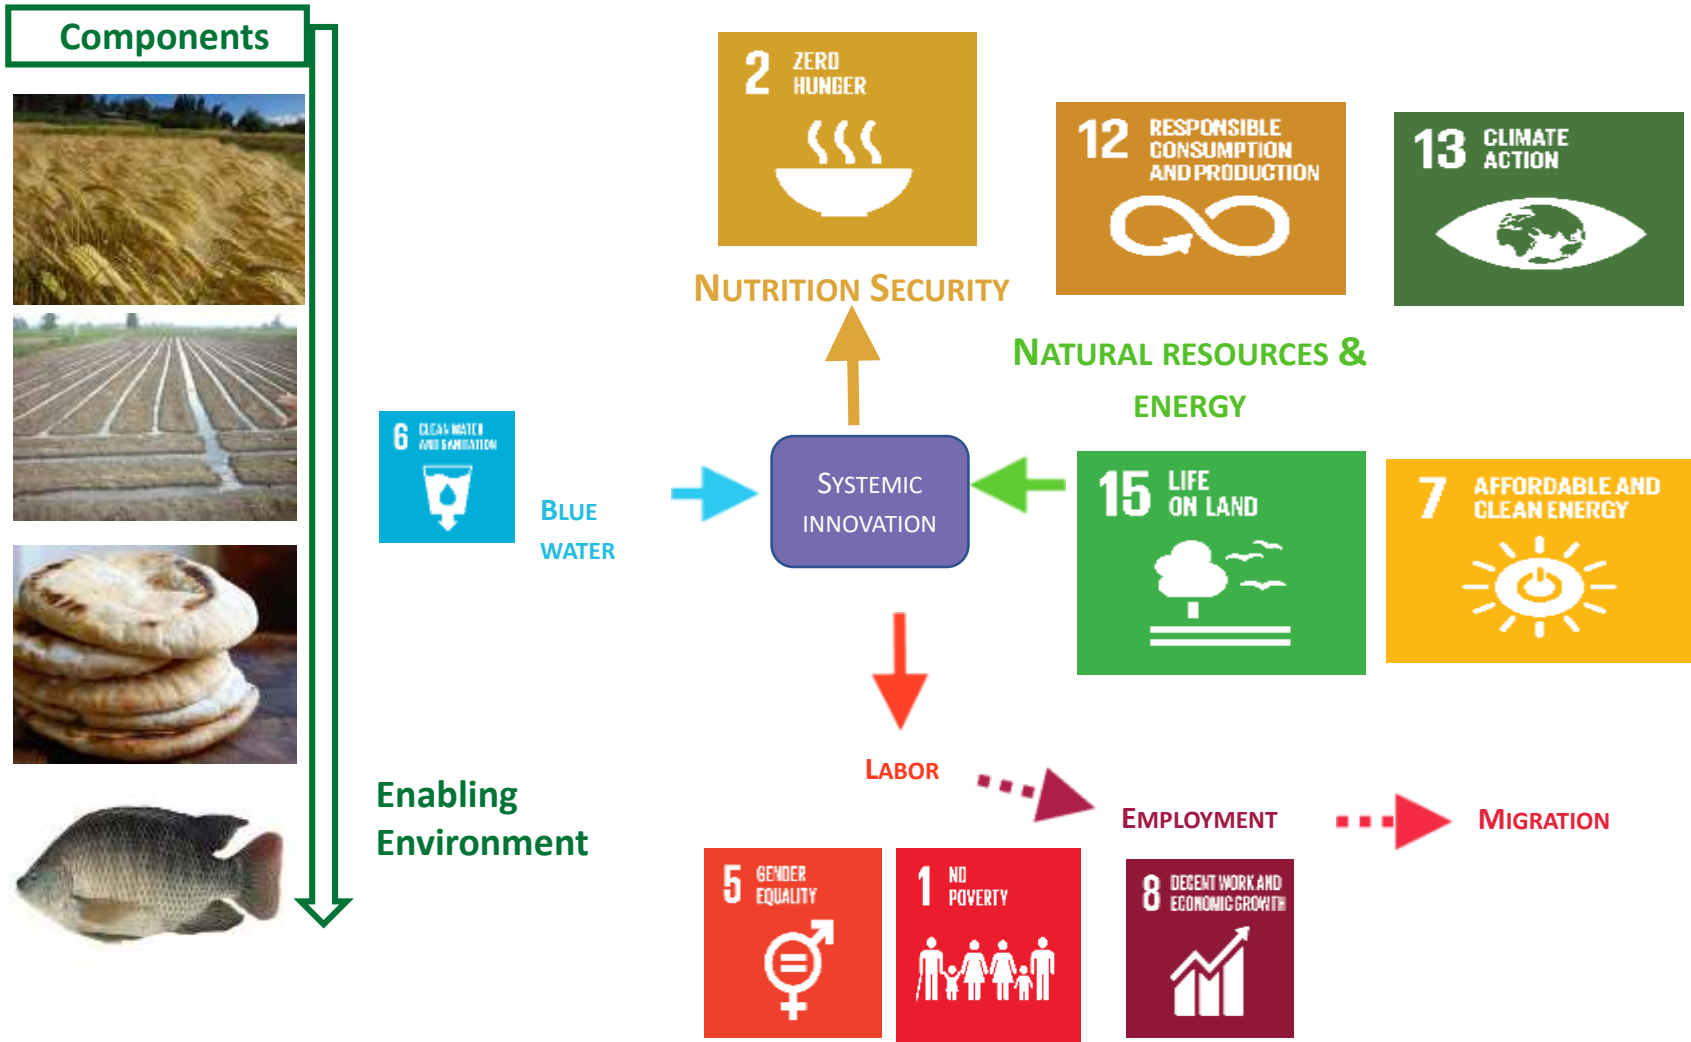 Components
2 ZERO
HUNGER
12 RESPONSIBLE
CONSUMPTION
AND PRODUCTION
13 CLIMATE
ACTION
NUTRITION SECURITY
NATURAL RESOURCES &
ENERGY
6 CLEAN WATER
AND SANITATION
BLUE
WATER
SYSTEMIC
INNOVATION
15 LIFE
ON LAND
7 AFFORDABLE AND
CLEAN ENERGY
LABOR
EMPLOYMENT
MIGRATION
Enabling
Environment
5 GENDER
EQUALITY
1 NO
POVERTY
8 DECENT WORK AND
ECONOMIC GROWTH